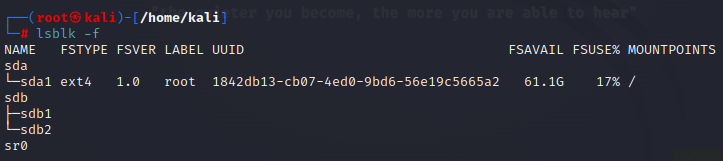 "the quieter you become, the more you are able to hear"
┌──(root㉿kali)-[/home/kali]
└─# lsblk -f
NAME   FSTYPE FSVER LABEL UUID                                 FSAVAIL FSUSE% MOUNTPOINTS
sda
└─sda1 ext4   1.0   root  1842db13-cb07-4ed0-9bd6-56e19c5665a2   61.1G    17% /
sdb
├─sdb1
└─sdb2
sr0